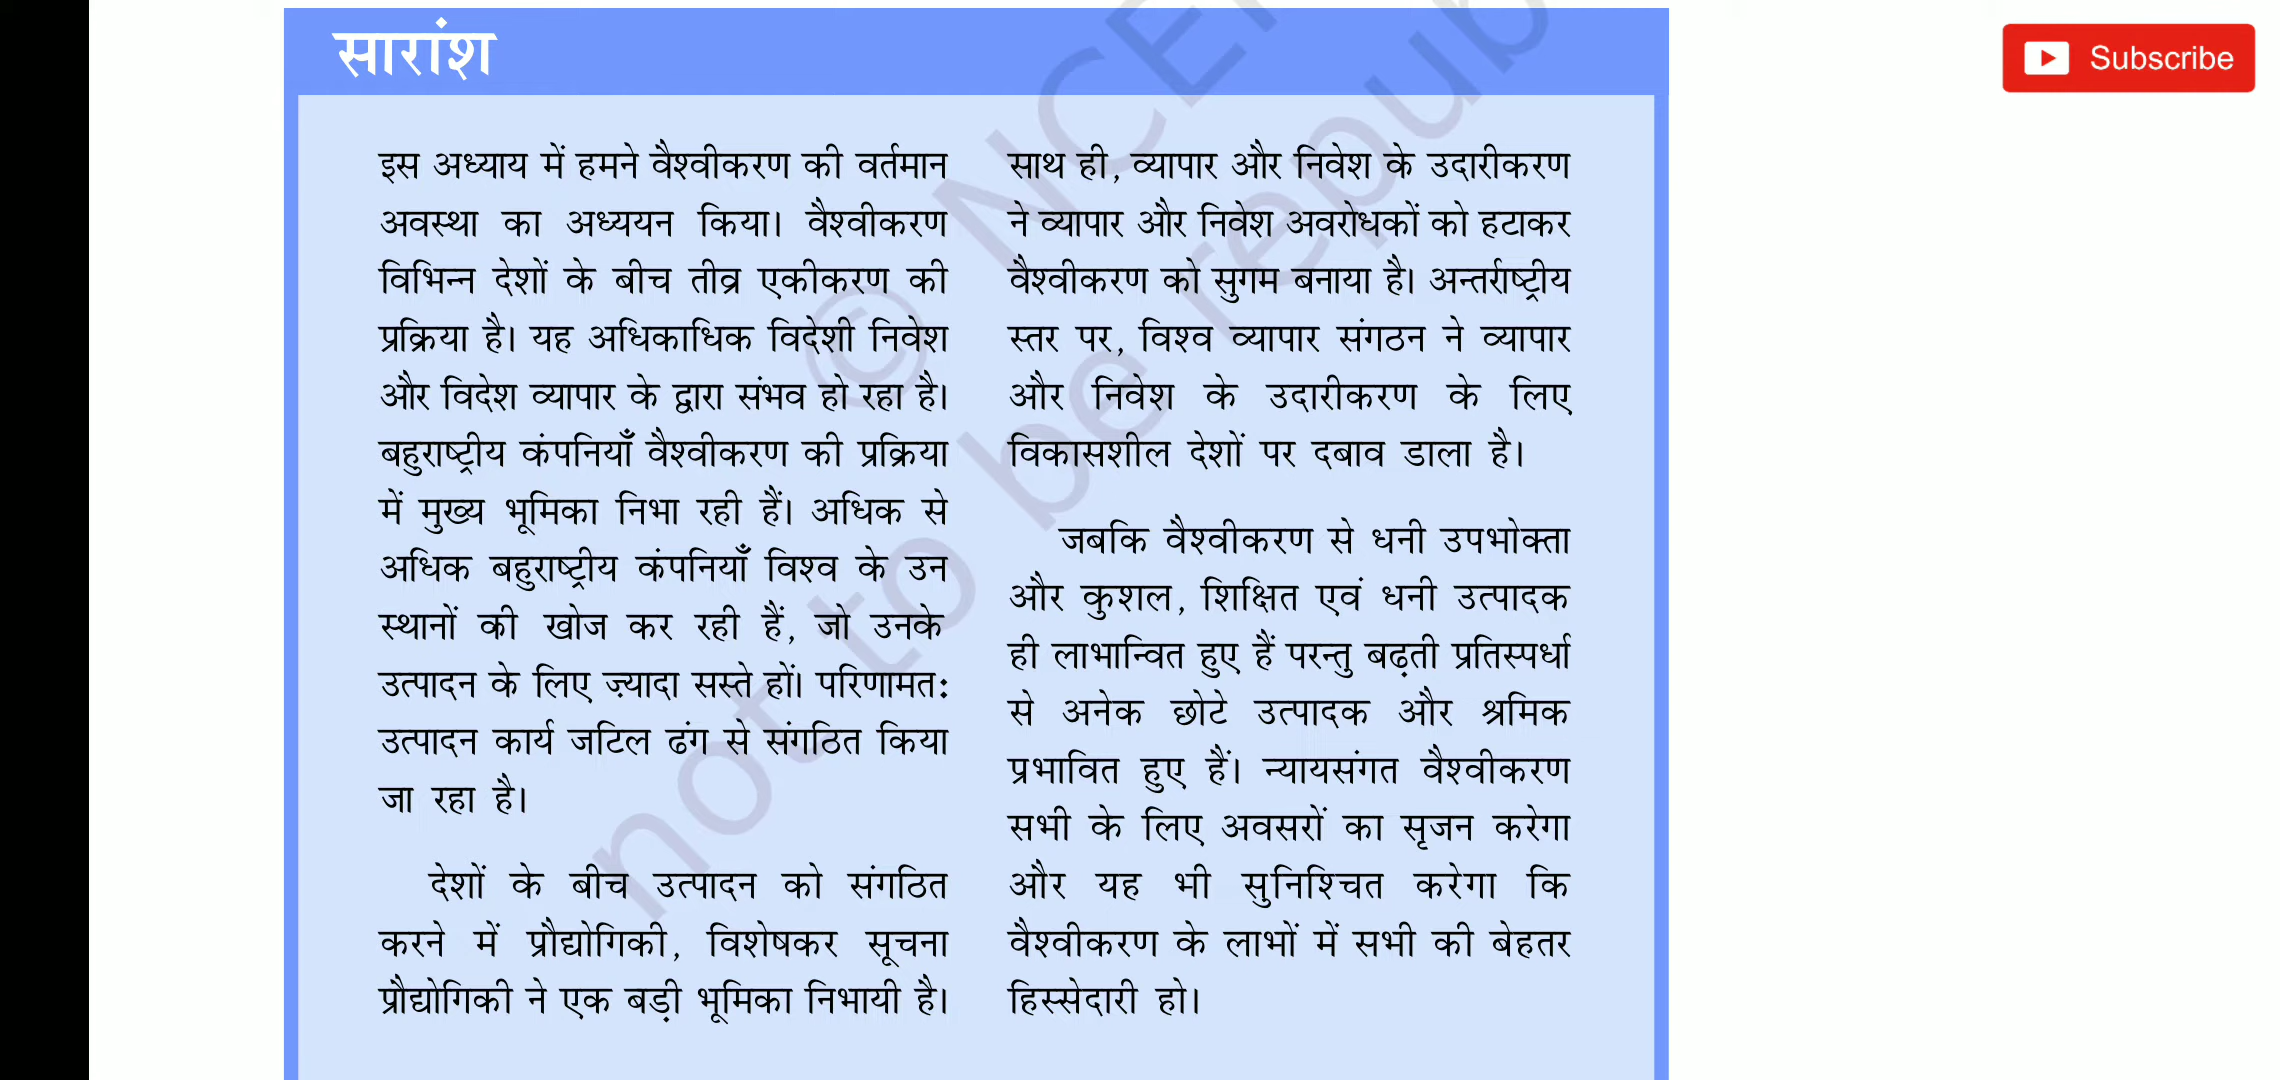 सारांश
इस अध्याय में हमने वैश्वीकरण की वर्तमान
अवस्था का अध्ययन किया। वैश्वीकरण
विभिन्न देशों के बीच तीव्र एकीकरण की
प्रक्रिया है। यह अधिकाधिक विदेशी निवेश
और विदेश व्यापार के द्वारा संभव हो रहा है।
बहुराष्ट्रीय कंपनियाँ वैश्वीकरण की प्रक्रिया
में मुख्य भूमिका निभा रही हैं। अधिक से
अधिक बहुराष्ट्रीय कंपनियाँ विश्व के उन
स्थानों की खोज कर रही हैं, जो उनके
उत्पादन के लिए ज़्यादा सस्ते हों। परिणामतः
उत्पादन कार्य जटिल ढंग से संगठित किया
जा रहा है।
देशों के बीच उत्पादन को संगठित
करने में प्रौद्योगिकी, विशेषकर सूचना
प्रौद्योगिकी ने एक बड़ी भूमिका निभायी है।
साथ ही, व्यापार और निवेश के उदारीकरण
ने व्यापार और निवेश अवरोधकों को हटाकर
वैश्वीकरण को सुगम बनाया है। अन्तर्राष्ट्रीय
स्तर पर, विश्व व्यापार संगठन ने व्यापार
और निवेश के उदारीकरण के लिए
विकासशील देशों पर दबाव डाला है।
जबकि वैश्वीकरण से धनी उपभोक्ता
और कुशल, शिक्षित एवं धनी उत्पादक
ही लाभान्वित हुए हैं परन्तु बढ़ती प्रतिस्पर्धा
से अनेक छोटे उत्पादक और श्रमिक
प्रभावित हुए हैं। न्यायसंगत वैश्वीकरण
सभी के लिए अवसरों का सृजन करेगा
और यह भी सुनिश्चित करेगा कि
वैश्वीकरण के लाभों में सभी की बेहतर
हिस्सेदारी हो।
Subscribe
©
not to be